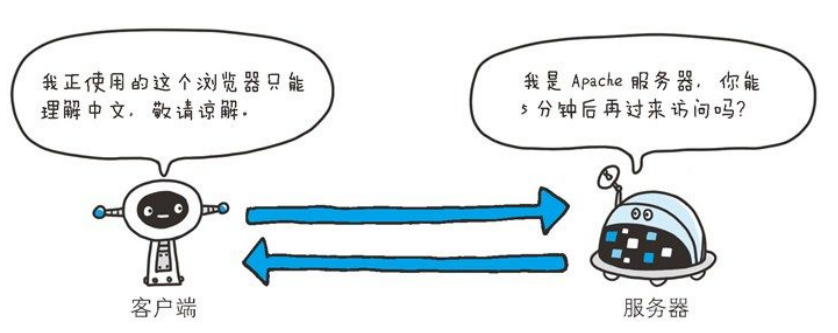 我正使用的这个浏览器只能
理解中文，敬请谅解。
我是 Apache 服务器，你能
5 分钟后再过来访问吗？
客户端
服务器